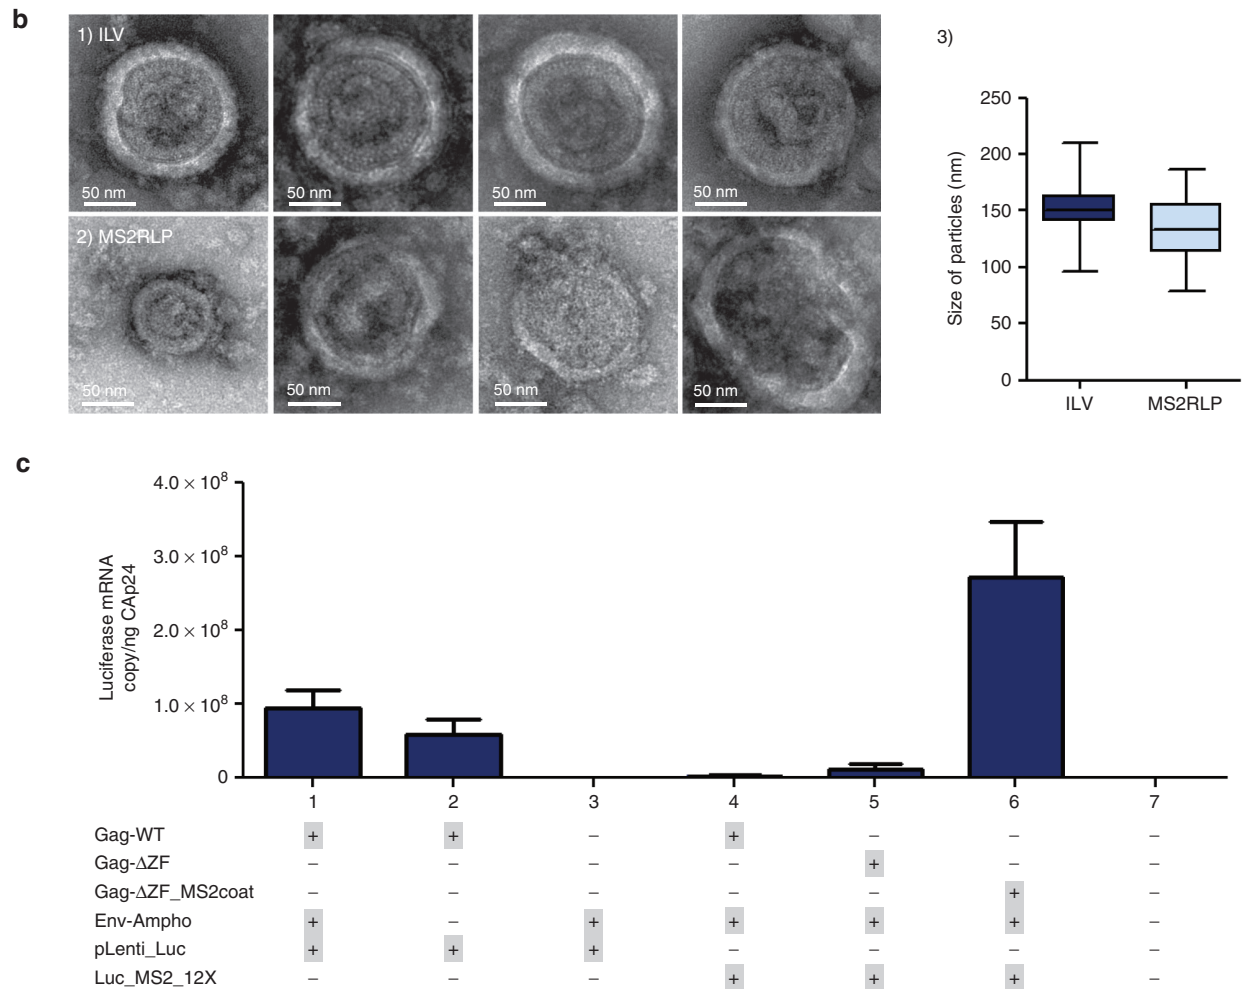 b
1) ILV
50 nm
50 nm
50 nm
50 nm
2) MS2RLP
50 nm
50 nm
50 nm
50 nm
3)
Size of particles (nm)
250
200
150
100
50
0
ILV MS2RLP
c
Luciferase mRNA
copy/ng CAp24
4.0 × 10⁸
3.0 × 10⁸
2.0 × 10⁸
1.0 × 10⁸
0
1 2 3 4 5 6 7
Gag-WT + + – + – – –
Gag-ΔZF – – – – + – –
Gag-ΔZF_MS2coat – – – – – + –
Env-Ampho + – + + + + –
pLenti_Luc + + + – – – –
Luc_MS2_12X – – – + + + –